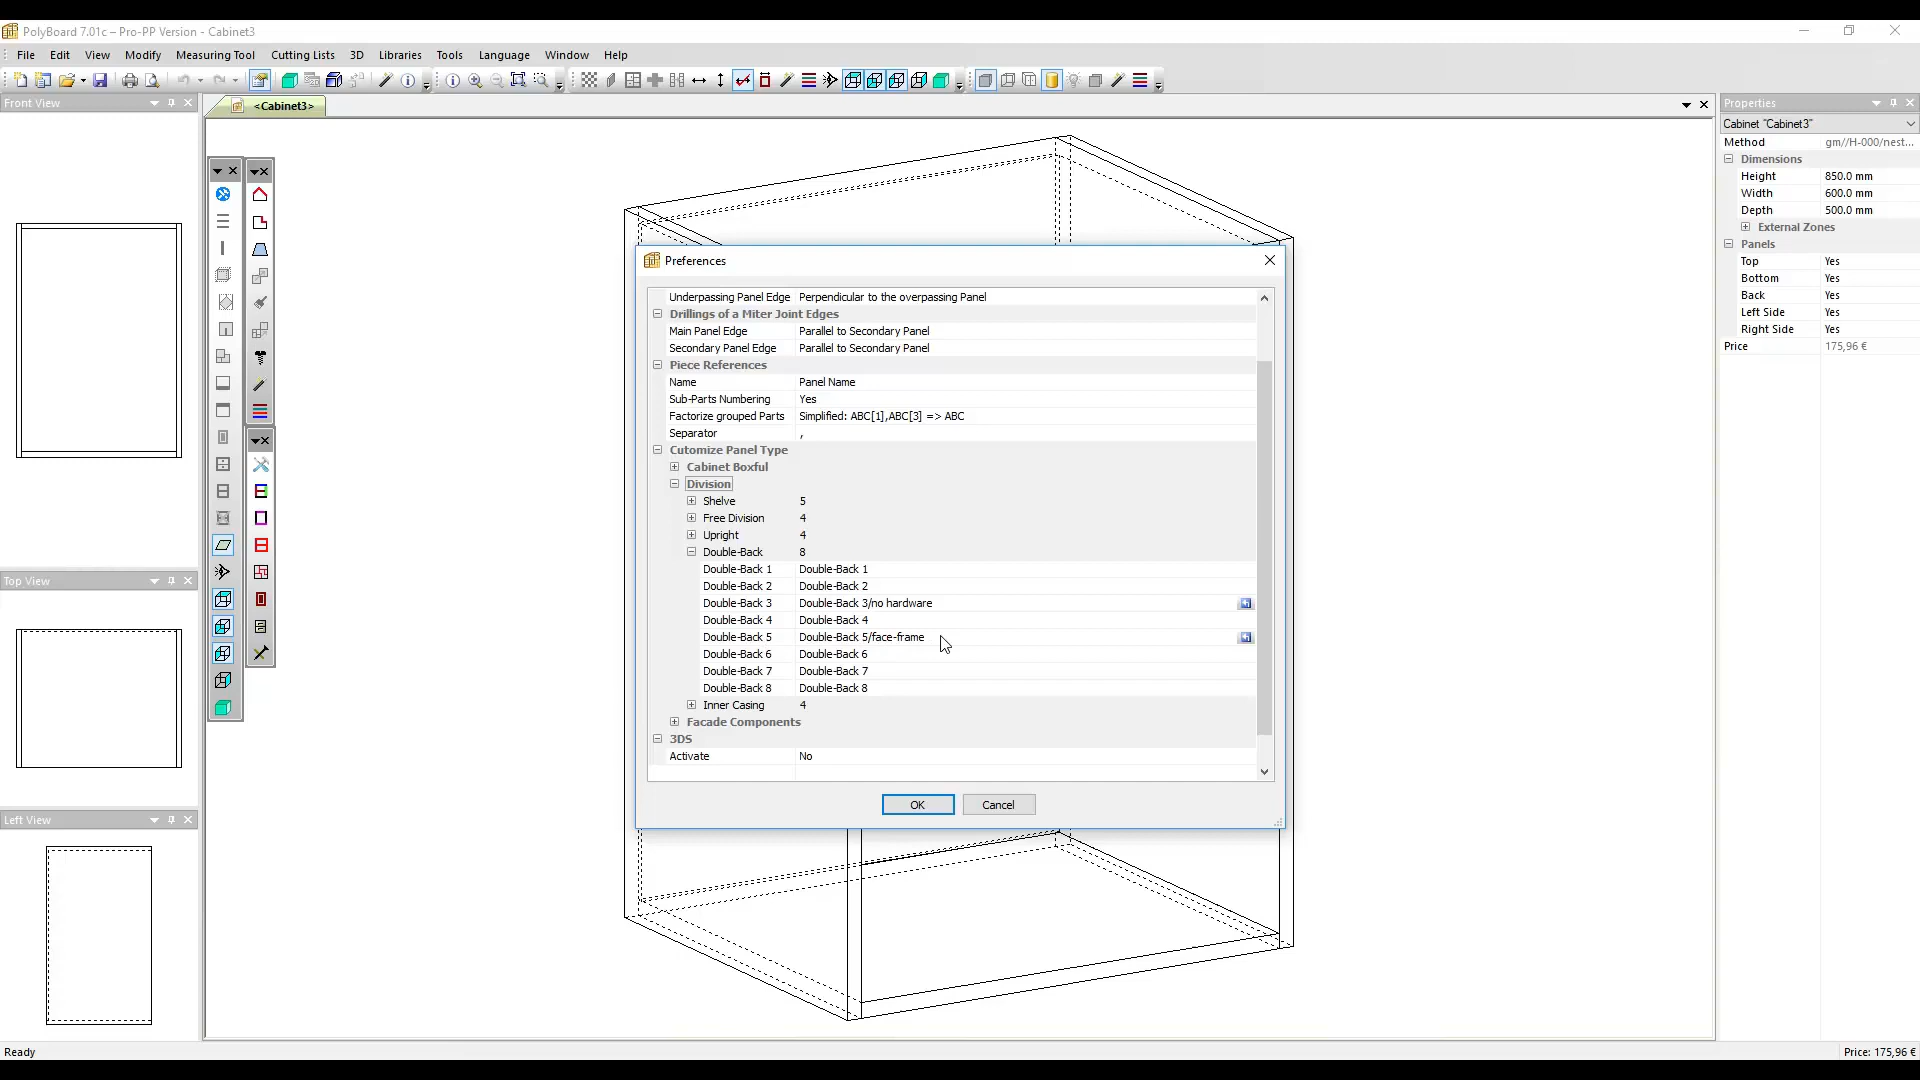 PolyBoard 7.01c – Pro-PP Version - Cabinet3
File Edit View Modify Measuring Tool Cutting Lists 3D Libraries Tools Language Window Help
Front View
<Cabinet3>
Properties
Cabinet "Cabinet3"
Method gm//H-000/nest...
Dimensions
Height 850.0 mm
Width 600.0 mm
Depth 500.0 mm
External Zones
Panels
Top Yes
Bottom Yes
Back Yes
Left Side Yes
Right Side Yes
Price 175,96 €
Preferences
Underpassing Panel Edge Perpendicular to the overpassing Panel
Drillings of a Miter Joint Edges
Main Panel Edge Parallel to Secondary Panel
Secondary Panel Edge Parallel to Secondary Panel
Piece References
Name Panel Name
Sub-Parts Numbering Yes
Factorize grouped Parts Simplified: ABC[1],ABC[3] => ABC
Separator ,
Cutomize Panel Type
Cabinet Boxful
Division
Shelve 5
Free Division 4
Upright 4
Double-Back 8
Double-Back 1 Double-Back 1
Double-Back 2 Double-Back 2
Double-Back 3 Double-Back 3/no hardware
Double-Back 4 Double-Back 4
Double-Back 5 Double-Back 5/face-frame
Double-Back 6 Double-Back 6
Double-Back 7 Double-Back 7
Double-Back 8 Double-Back 8
Inner Casing 4
Facade Components
3DS
Activate No
OK Cancel
Top View
Left View
Ready
Price: 175,96 €